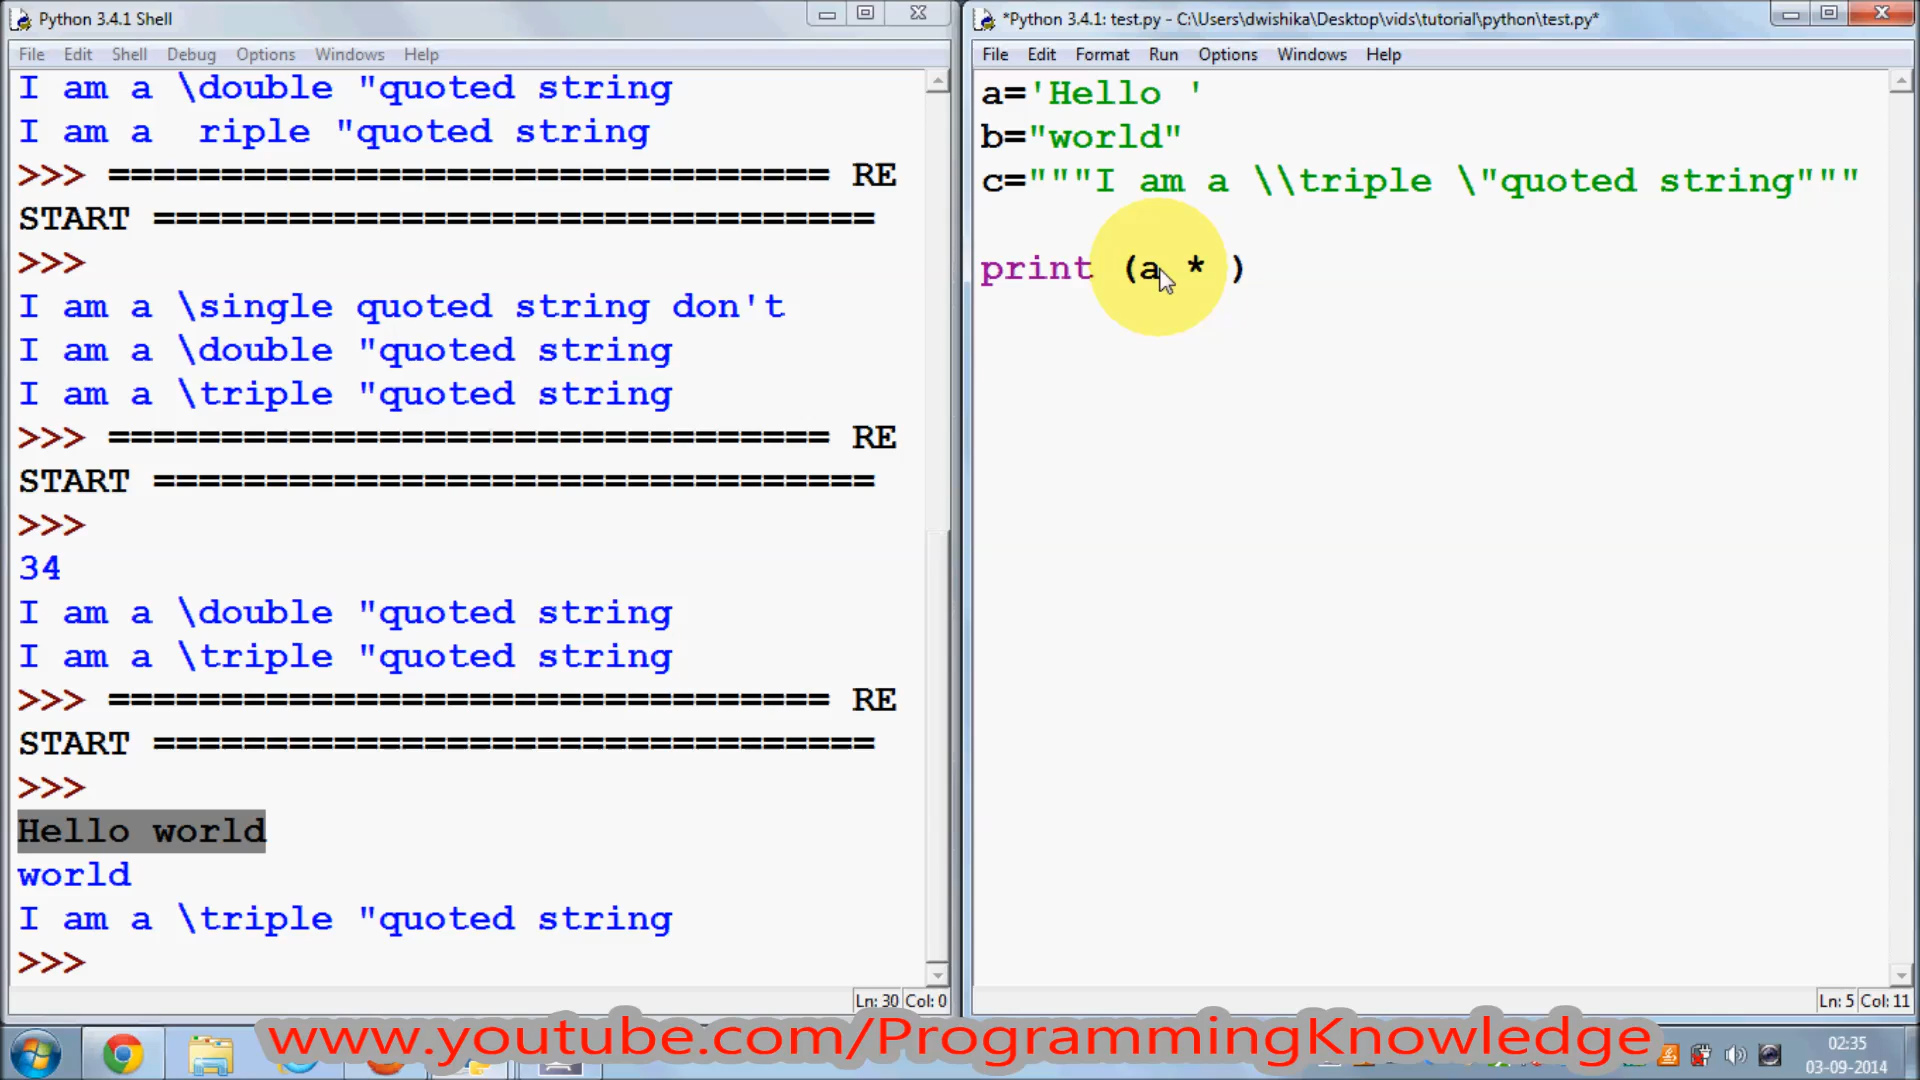 Python 3.4.1 Shell
File Edit Shell Debug Options Windows Help
I am a \double "quoted string
I am a  riple "quoted string
>>> ================================ RE
START ================================
>>>
I am a \single quoted string don't
I am a \double "quoted string
I am a \triple "quoted string
>>> ================================ RE
START ================================
>>>
34
I am a \double "quoted string
I am a \triple "quoted string
>>> ================================ RE
START ================================
>>>
Hello world
world
I am a \triple "quoted string
>>>
Ln: 30 Col: 0
*Python 3.4.1: test.py - C:\Users\dwishika\Desktop\vids\tutorial\python\test.py*
File Edit Format Run Options Windows Help
a='Hello '
b="world"
c="""I am a \\triple \"quoted string"""
print (a * )
Ln: 5 Col: 11
www.youtube.com/ProgrammingKnowledge
02:35
03-09-2014